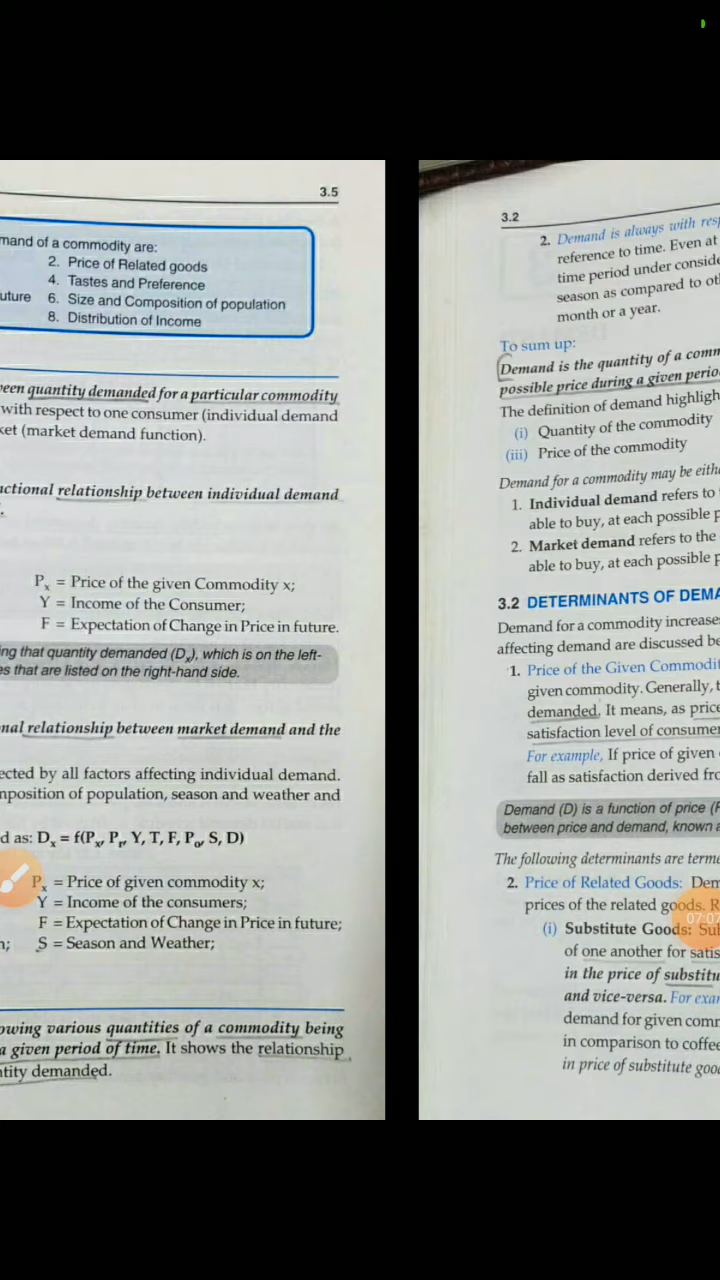 3.5
mand of a commodity are:
2. Price of Related goods
4. Tastes and Preference
uture 6. Size and Composition of population
8. Distribution of Income
een quantity demanded for a particular commodity
with respect to one consumer (individual demand
ket (market demand function).
nctional relationship between individual demand
Px = Price of the given Commodity x;
Y = Income of the Consumer;
F = Expectation of Change in Price in future.
ing that quantity demanded (Dx), which is on the left-
es that are listed on the right-hand side.
nal relationship between market demand and the
ected by all factors affecting individual demand.
mposition of population, season and weather and
d as: Dx = f(Px, Pr, Y, T, F, Po, S, D)
Px = Price of given commodity x;
Y = Income of the consumers;
F = Expectation of Change in Price in future;
n; S = Season and Weather;
owing various quantities of a commodity being
a given period of time. It shows the relationship
ntity demanded.
3.2
2. Demand is always with resp
reference to time. Even at
time period under conside
season as compared to ot
month or a year.
To sum up:
Demand is the quantity of a comm
possible price during a given perio
The definition of demand highligh
(i) Quantity of the commodity
(iii) Price of the commodity
Demand for a commodity may be eith
1. Individual demand refers to
able to buy, at each possible p
2. Market demand refers to the
able to buy, at each possible p
3.2 DETERMINANTS OF DEMA
Demand for a commodity increase
affecting demand are discussed be
1. Price of the Given Commodit
given commodity. Generally, t
demanded. It means, as price
satisfaction level of consumer
For example, If price of given
fall as satisfaction derived fro
Demand (D) is a function of price (P
between price and demand, known a
The following determinants are terme
2. Price of Related Goods: Dem
prices of the related goods. R
07:07
(i) Substitute Goods: Sub
of one another for satis
in the price of substitu
and vice-versa. For exam
demand for given comm
in comparison to coffee
in price of substitute good